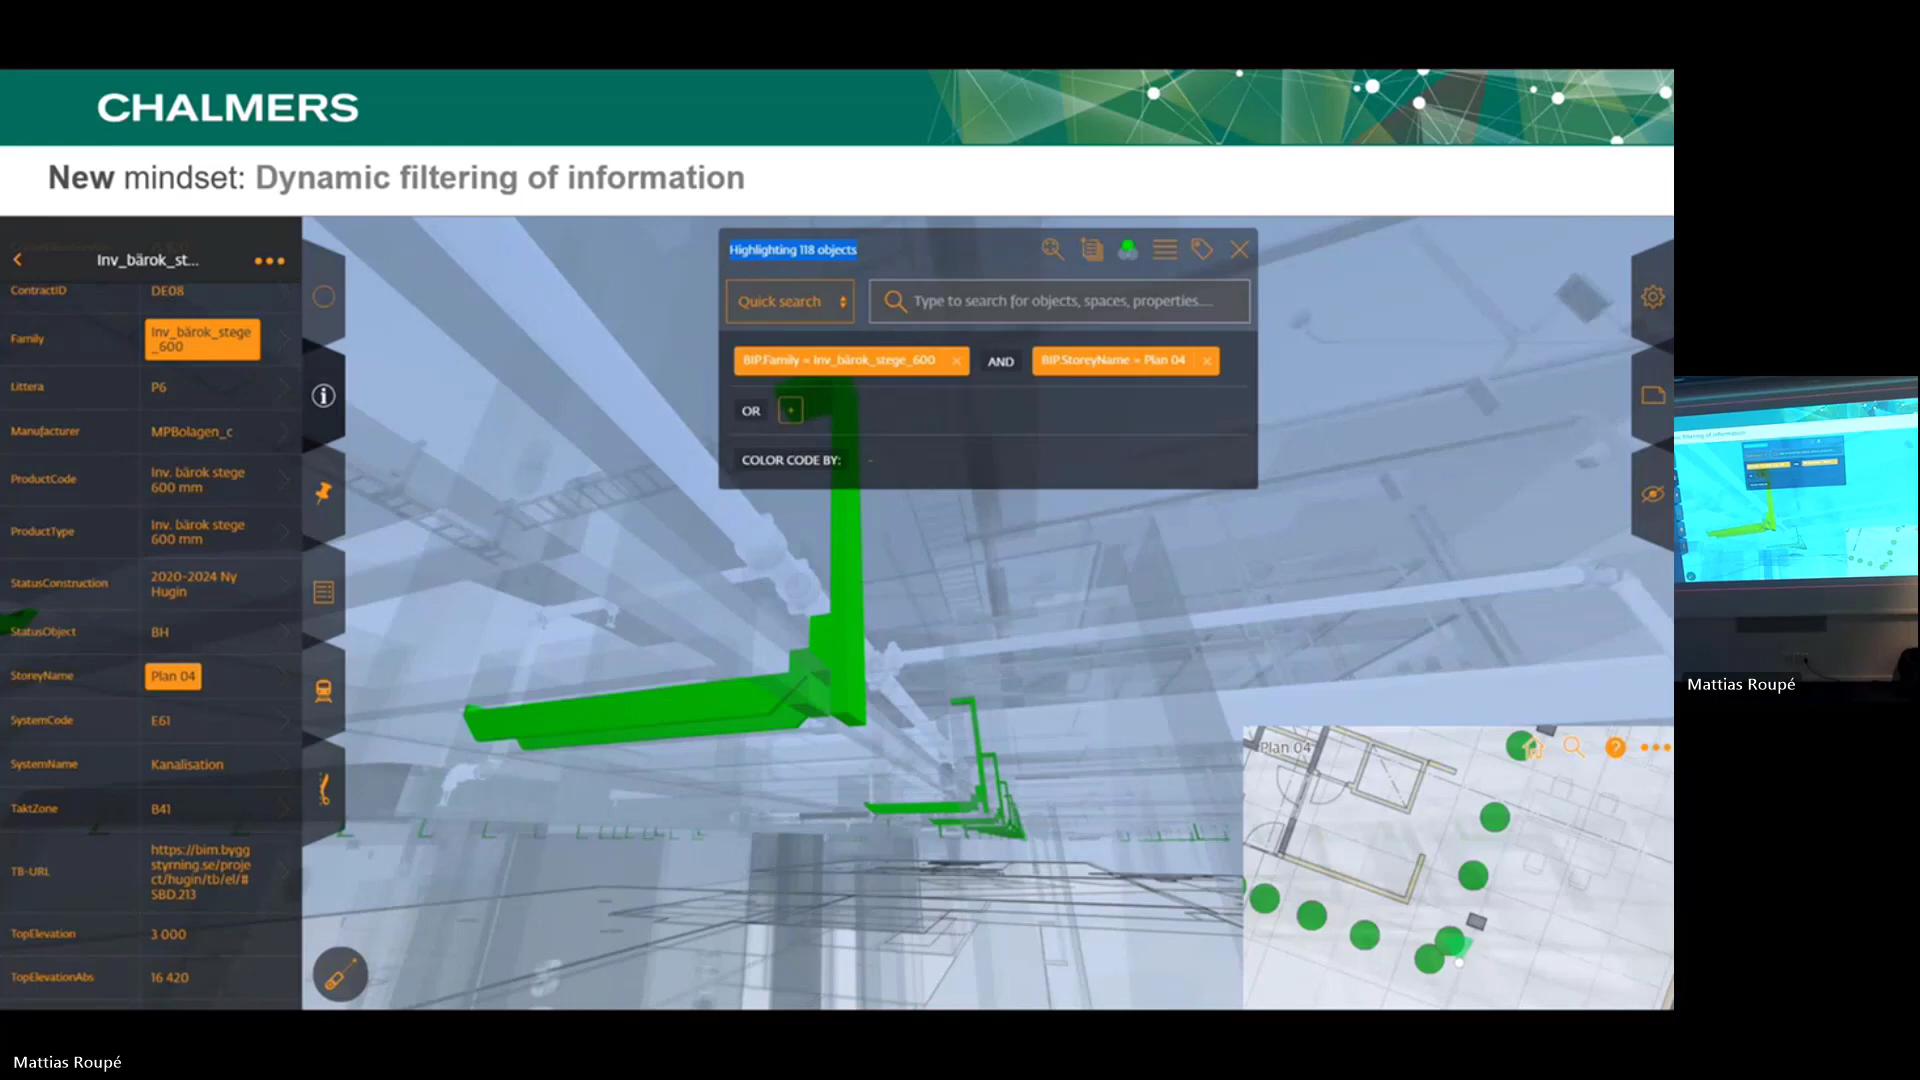 CHALMERS
New mindset: Dynamic filtering of information
Inv_bärok_st...
ContractID DE08
Family Inv_bärok_stege
_600
Littera P6
Manufacturer MPBolagen_c
ProductCode Inv. bärok stege
600 mm
ProductType Inv. bärok stege
600 mm
StatusConstruction 2020-2024 Ny
Hugin
StatusObject BH
StoreyName Plan 04
SystemCode E61
SystemName Kanalisation
TaktZone B41
TB-URL https://bim.bygg
styrning.se/proje
ct/hugin/tb/el/#
SBD.213
TopElevation 3 000
TopElevationAbs 16 420
Highlighting 118 objects
Quick search Type to search for objects, spaces, properties....
BIP.Family = Inv_bärok_stege_600 × AND BIP.StoreyName = Plan 04 ×
OR +
COLOR CODE BY: -
Plan 04
Mattias Roupé
Mattias Roupé